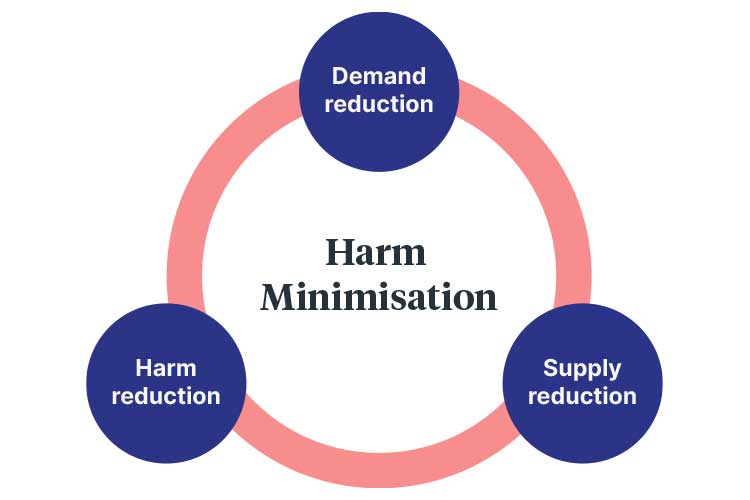 Demand
reduction
Harm
Minimisation
Harm
reduction
Supply
reduction